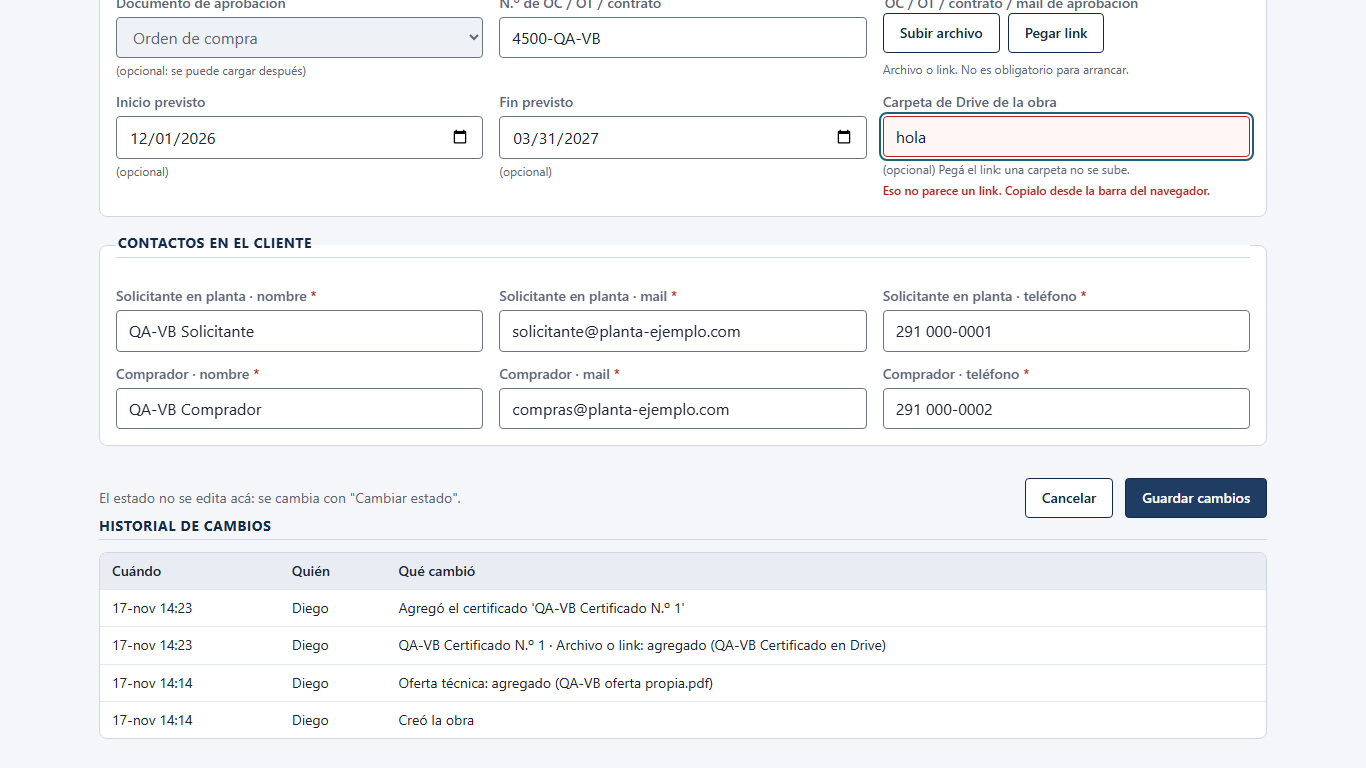 Documento de aprobación
N.º de OC / OT / contrato
OC / OT / contrato / mail de aprobación
Orden de compra
4500-QA-VB
Subir archivo
Pegar link
(opcional: se puede cargar después)
Archivo o link. No es obligatorio para arrancar.
Inicio previsto
Fin previsto
Carpeta de Drive de la obra
12/01/2026
03/31/2027
hola
(opcional)
(opcional)
(opcional) Pegá el link: una carpeta no se sube.
Eso no parece un link. Copialo desde la barra del navegador.
CONTACTOS EN EL CLIENTE
Solicitante en planta · nombre *
Solicitante en planta · mail *
Solicitante en planta · teléfono *
QA-VB Solicitante
solicitante@planta-ejemplo.com
291 000-0001
Comprador · nombre *
Comprador · mail *
Comprador · teléfono *
QA-VB Comprador
compras@planta-ejemplo.com
291 000-0002
El estado no se edita acá: se cambia con "Cambiar estado".
Cancelar
Guardar cambios
HISTORIAL DE CAMBIOS
Cuándo Quién Qué cambió
17-nov 14:23 Diego Agregó el certificado 'QA-VB Certificado N.º 1'
17-nov 14:23 Diego QA-VB Certificado N.º 1 · Archivo o link: agregado (QA-VB Certificado en Drive)
17-nov 14:14 Diego Oferta técnica: agregado (QA-VB oferta propia.pdf)
17-nov 14:14 Diego Creó la obra